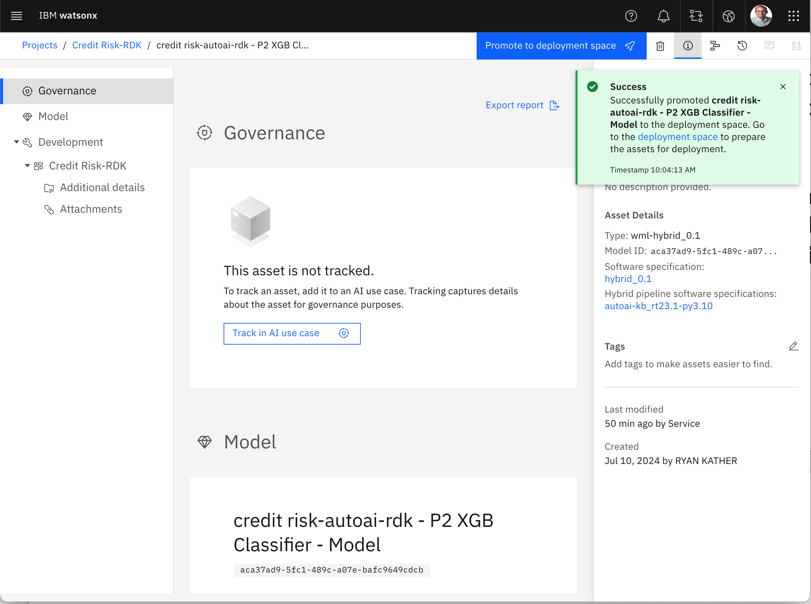 IBM watsonx
Projects / Credit Risk-RDK / credit risk-autoai-rdk - P2 XGB Cl...
Promote to deployment space
Governance
Model
Development
Credit Risk-RDK
Additional details
Attachments
Export report
Governance
This asset is not tracked.
To track an asset, add it to an AI use case. Tracking captures details
about the asset for governance purposes.
Track in AI use case
Model
credit risk-autoai-rdk - P2 XGB
Classifier - Model
aca37ad9-5fc1-489c-a07e-bafc9649cdcb
Success
Successfully promoted credit risk-
autoai-rdk - P2 XGB Classifier -
Model to the deployment space. Go
to the deployment space to prepare
the assets for deployment.
Timestamp 10:04:13 AM
No description provided.
Asset Details
Type: wml-hybrid_0.1
Model ID: aca37ad9-5fc1-489c-a07...
Software specification:
hybrid_0.1
Hybrid pipeline software specifications:
autoai-kb_rt23.1-py3.10
Tags
Add tags to make assets easier to find.
Last modified
50 min ago by Service
Created
Jul 10, 2024 by RYAN KATHER